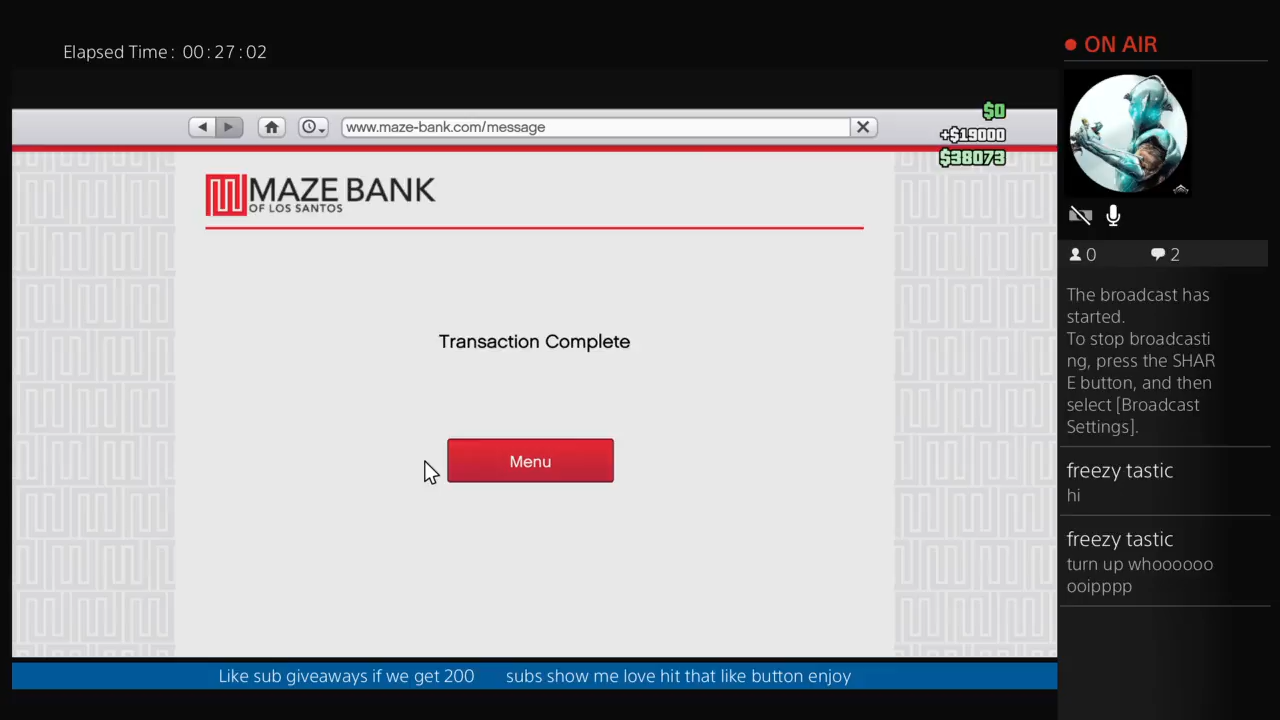 Elapsed Time: 00:27:02
ON AIR
www.maze-bank.com/message
$0
+$19000
$38073
MAZE BANK
OF LOS SANTOS
0
2
The broadcast has
started.
To stop broadcasti
ng, press the SHAR
E button, and then
select [Broadcast
Settings].
Transaction Complete
Menu
freezy tastic
hi
freezy tastic
turn up whoooooo
ooipppp
Like sub giveaways if we get 200 subs show me love hit that like button enjoy